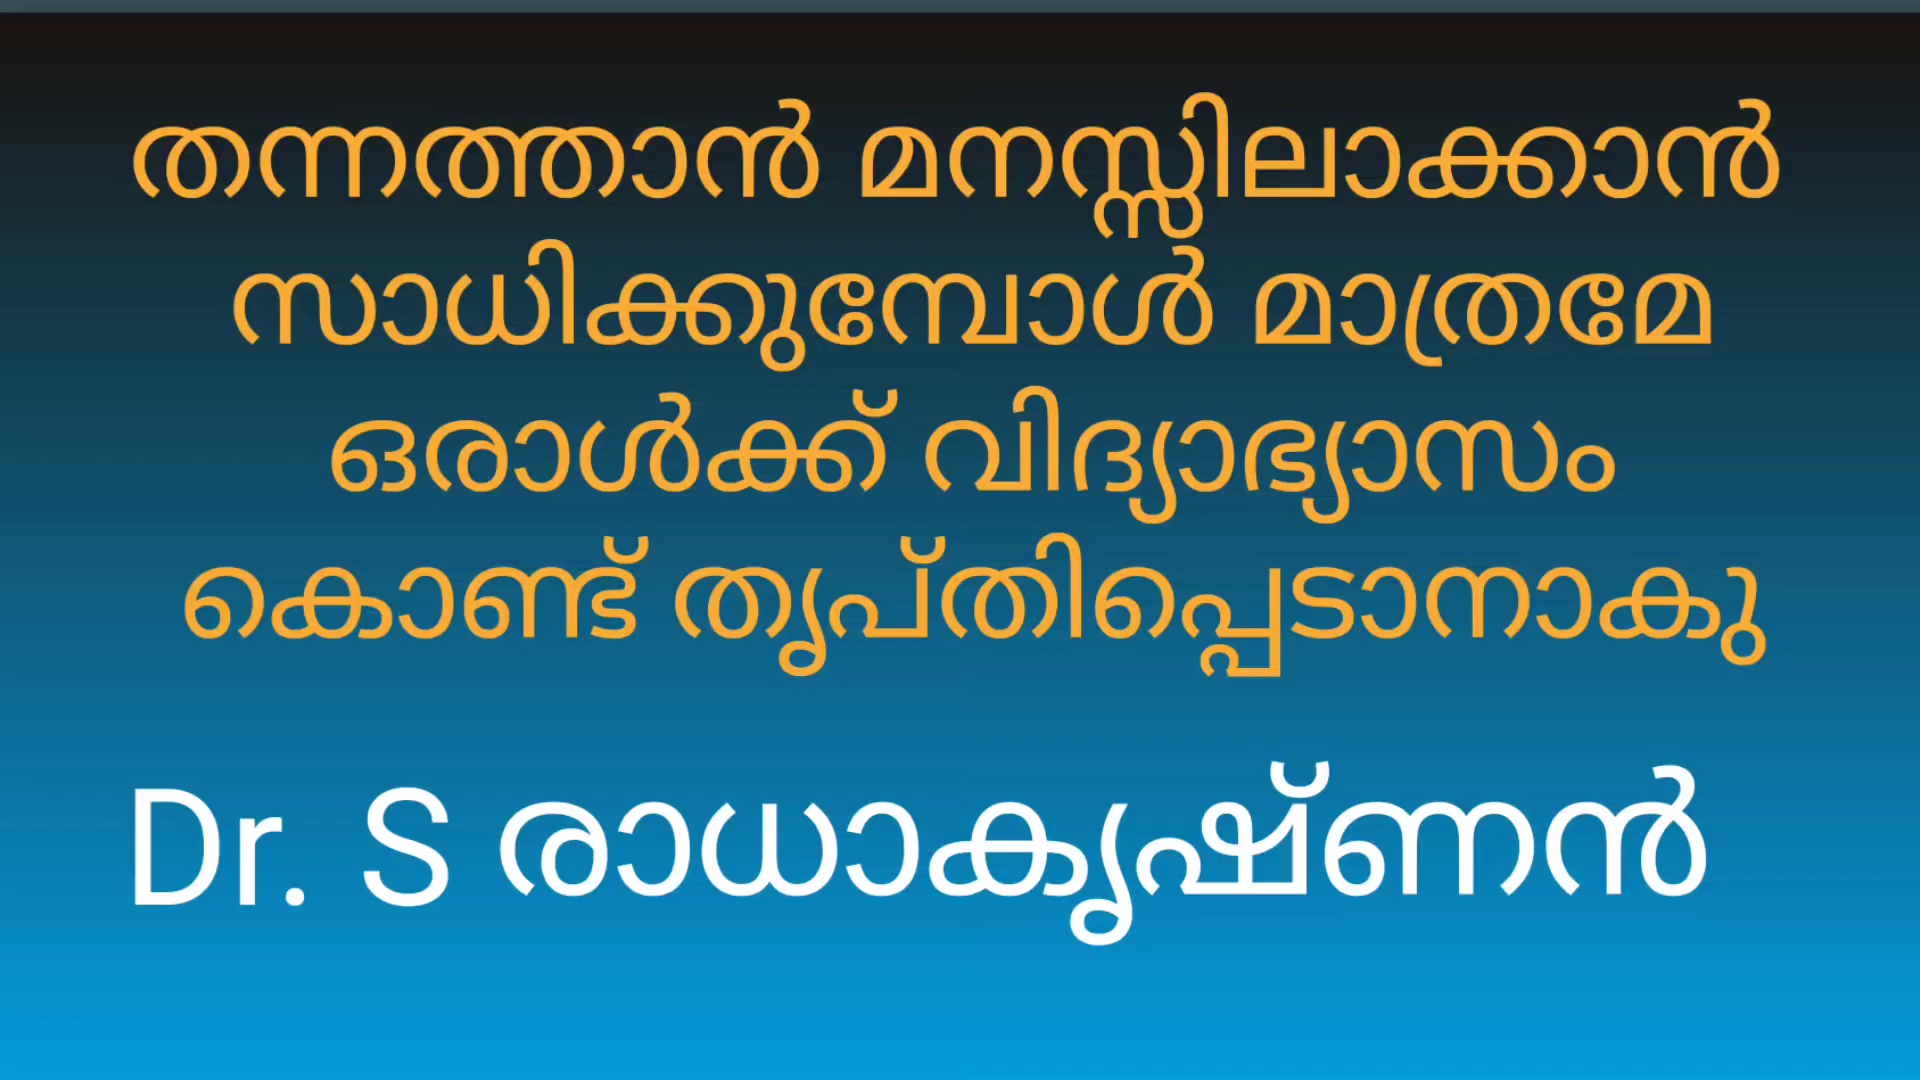 തന്നത്താൻ മനസ്സിലാക്കാൻ
സാധിക്കുമ്പോൾ മാത്രമേ
ഒരാൾക്ക് വിദ്യാഭ്യാസം
കൊണ്ട് തൃപ്തിപ്പെടാനാകു
Dr. S രാധാകൃഷ്ണൻ